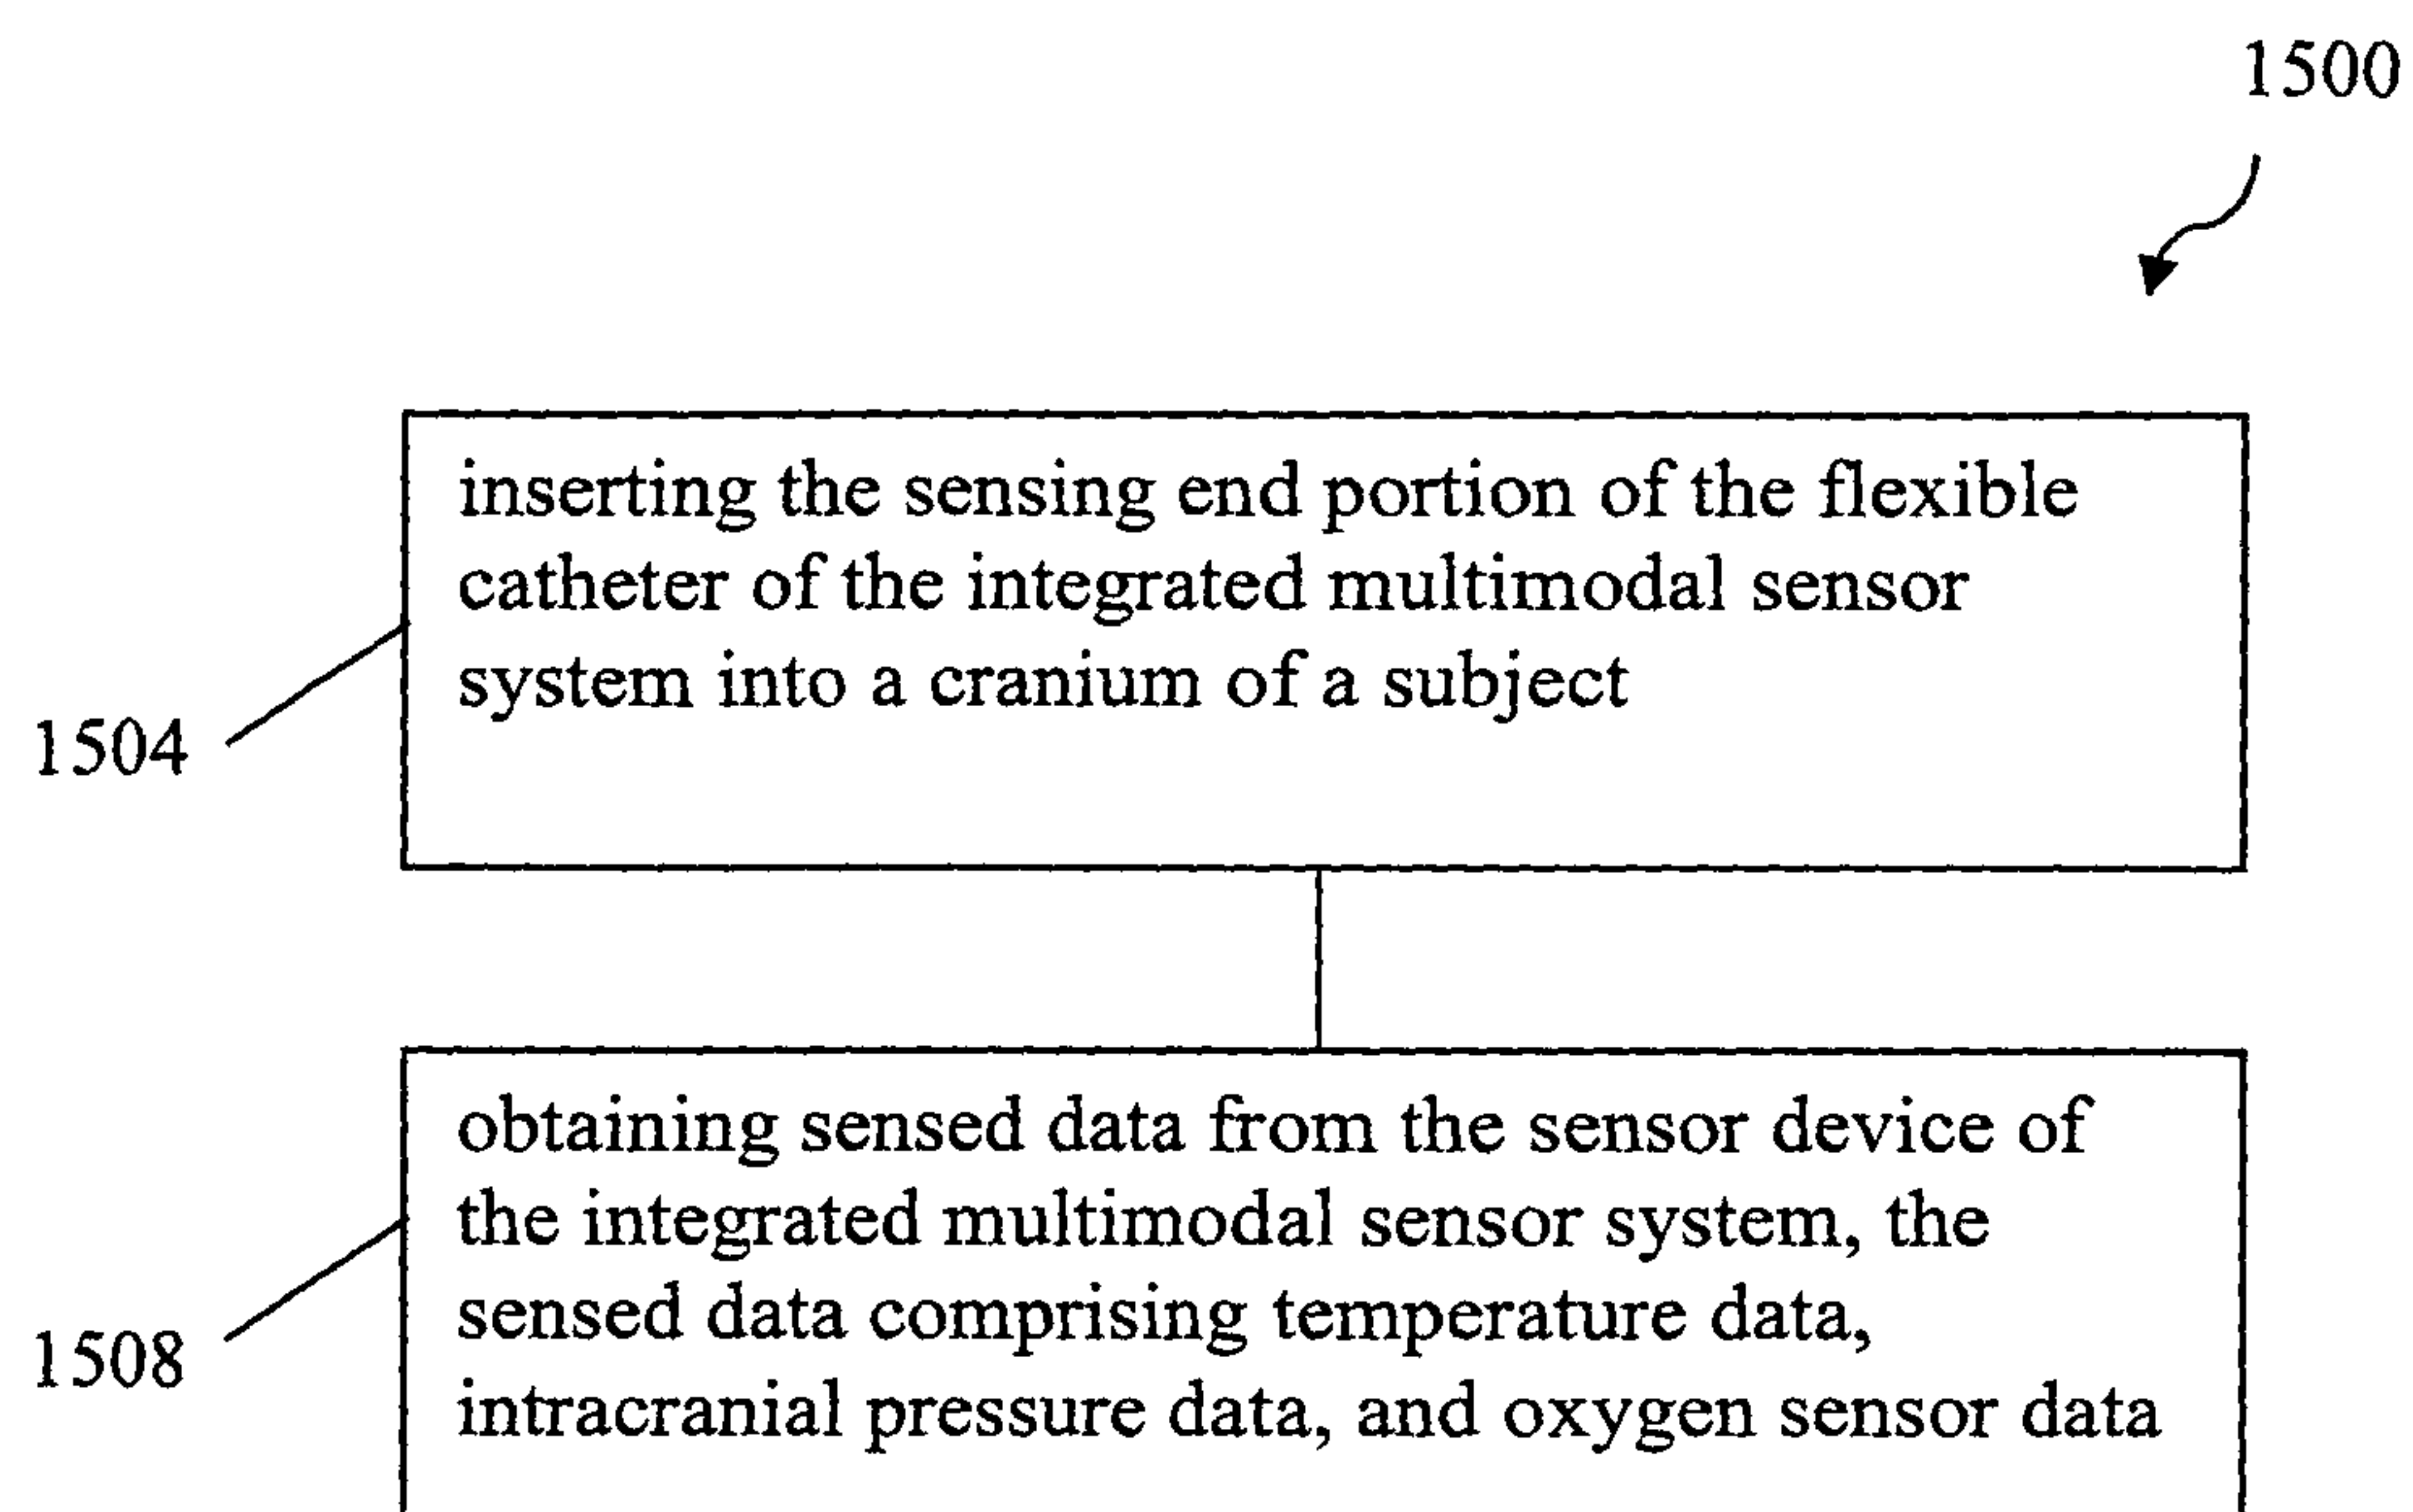 1500
inserting the sensing end portion of the flexible
catheter of the integrated multimodal sensor
system into a cranium of a subject
1504
obtaining sensed data from the sensor device of
the integrated multimodal sensor system, the
sensed data comprising temperature data,
intracranial pressure data, and oxygen sensor data
1508